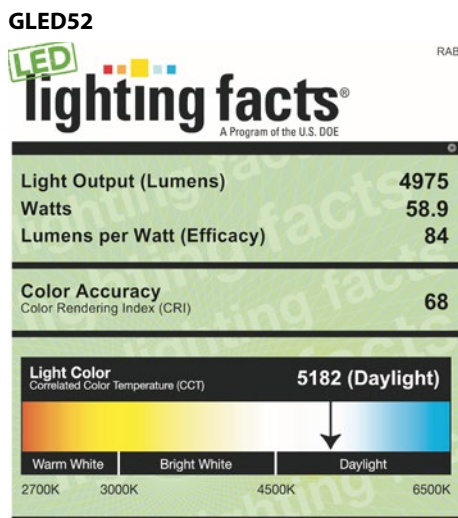 GLED52
LED
RAB
lighting facts®
A Program of the U.S. DOE
Light Output (Lumens) 4975
Watts 58.9
Lumens per Watt (Efficacy) 84
Color Accuracy
Color Rendering Index (CRI) 68
Light Color
Correlated Color Temperature (CCT) 5182 (Daylight)
Warm White Bright White Daylight
2700K 3000K 4500K 6500K